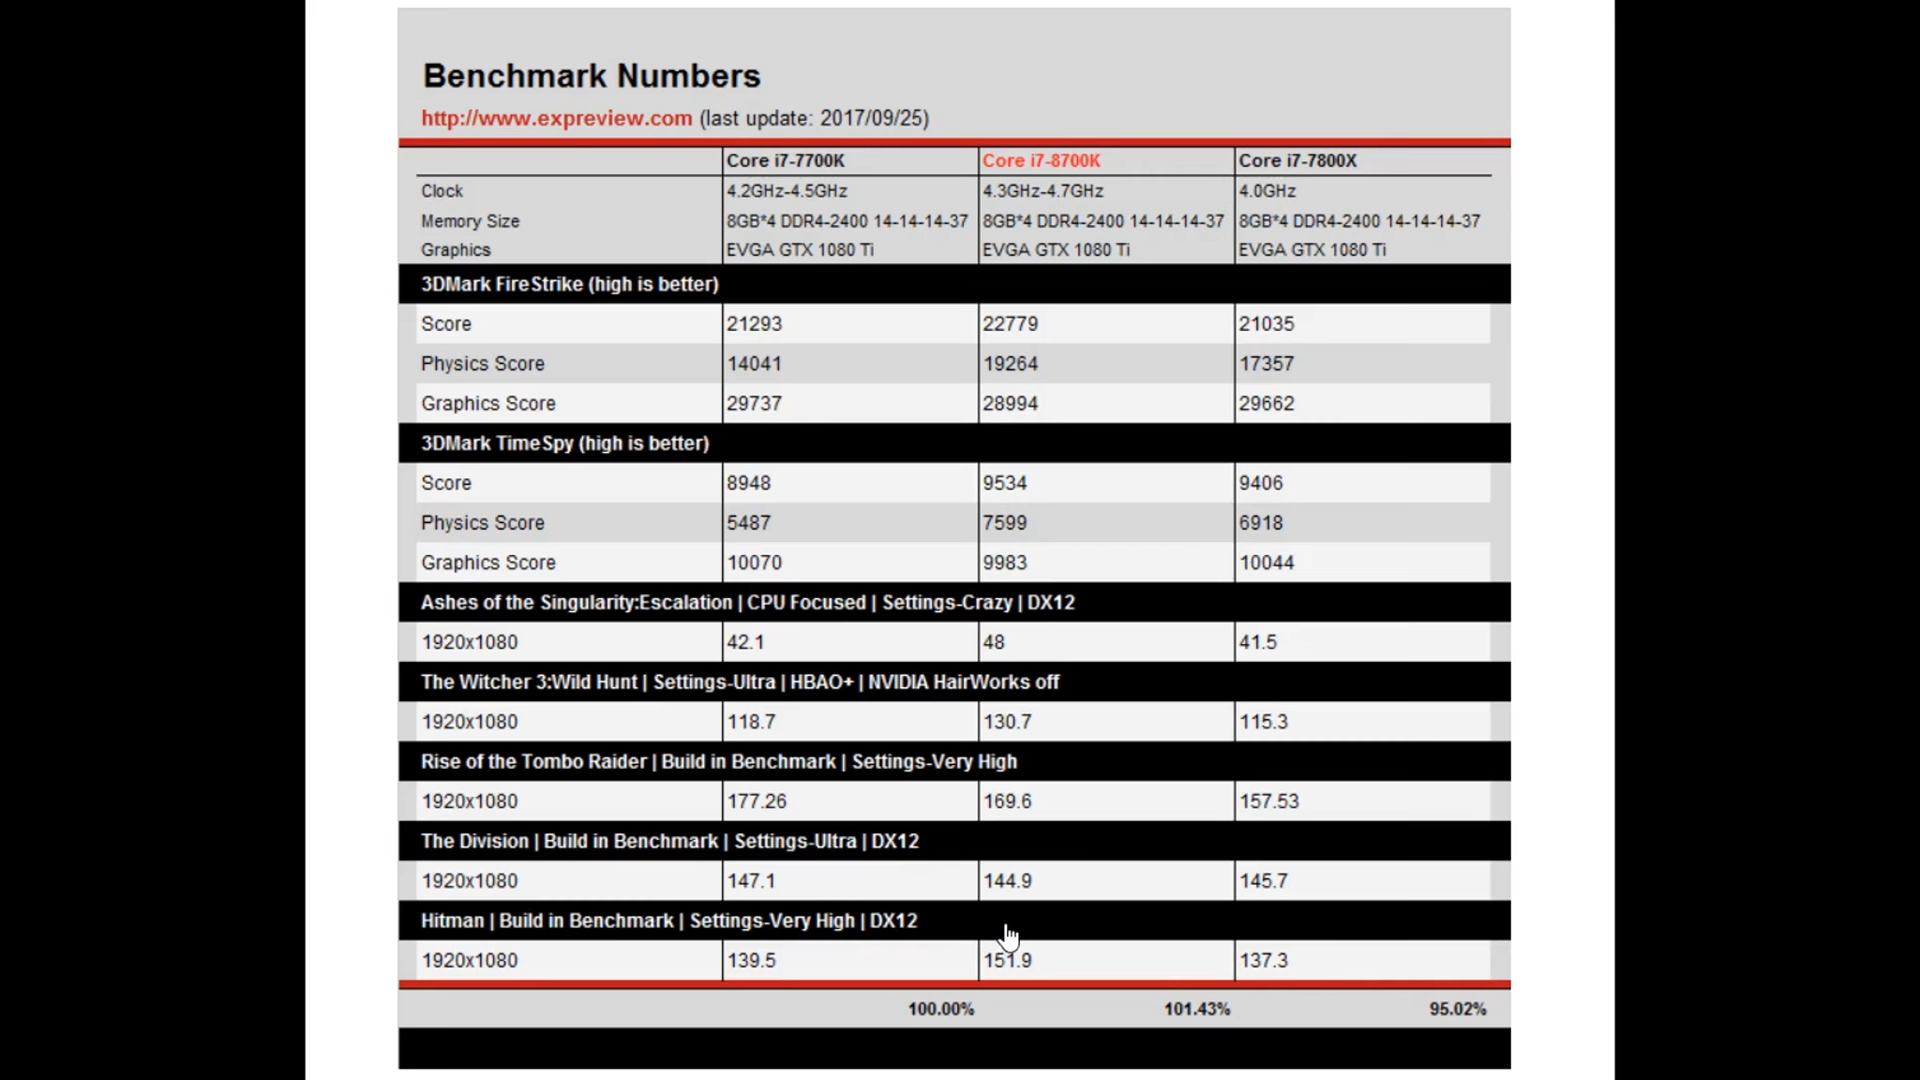 Benchmark Numbers
http://www.expreview.com (last update: 2017/09/25)
Core i7-7700K Core i7-8700K Core i7-7800X
Clock 4.2GHz-4.5GHz 4.3GHz-4.7GHz 4.0GHz
Memory Size 8GB*4 DDR4-2400 14-14-14-37 8GB*4 DDR4-2400 14-14-14-37 8GB*4 DDR4-2400 14-14-14-37
Graphics EVGA GTX 1080 Ti EVGA GTX 1080 Ti EVGA GTX 1080 Ti
3DMark FireStrike (high is better)
Score 21293 22779 21035
Physics Score 14041 19264 17357
Graphics Score 29737 28994 29662
3DMark TimeSpy (high is better)
Score 8948 9534 9406
Physics Score 5487 7599 6918
Graphics Score 10070 9983 10044
Ashes of the Singularity:Escalation | CPU Focused | Settings-Crazy | DX12
1920x1080 42.1 48 41.5
The Witcher 3:Wild Hunt | Settings-Ultra | HBAO+ | NVIDIA HairWorks off
1920x1080 118.7 130.7 115.3
Rise of the Tombo Raider | Build in Benchmark | Settings-Very High
1920x1080 177.26 169.6 157.53
The Division | Build in Benchmark | Settings-Ultra | DX12
1920x1080 147.1 144.9 145.7
Hitman | Build in Benchmark | Settings-Very High | DX12
1920x1080 139.5 151.9 137.3
100.00% 101.43% 95.02%